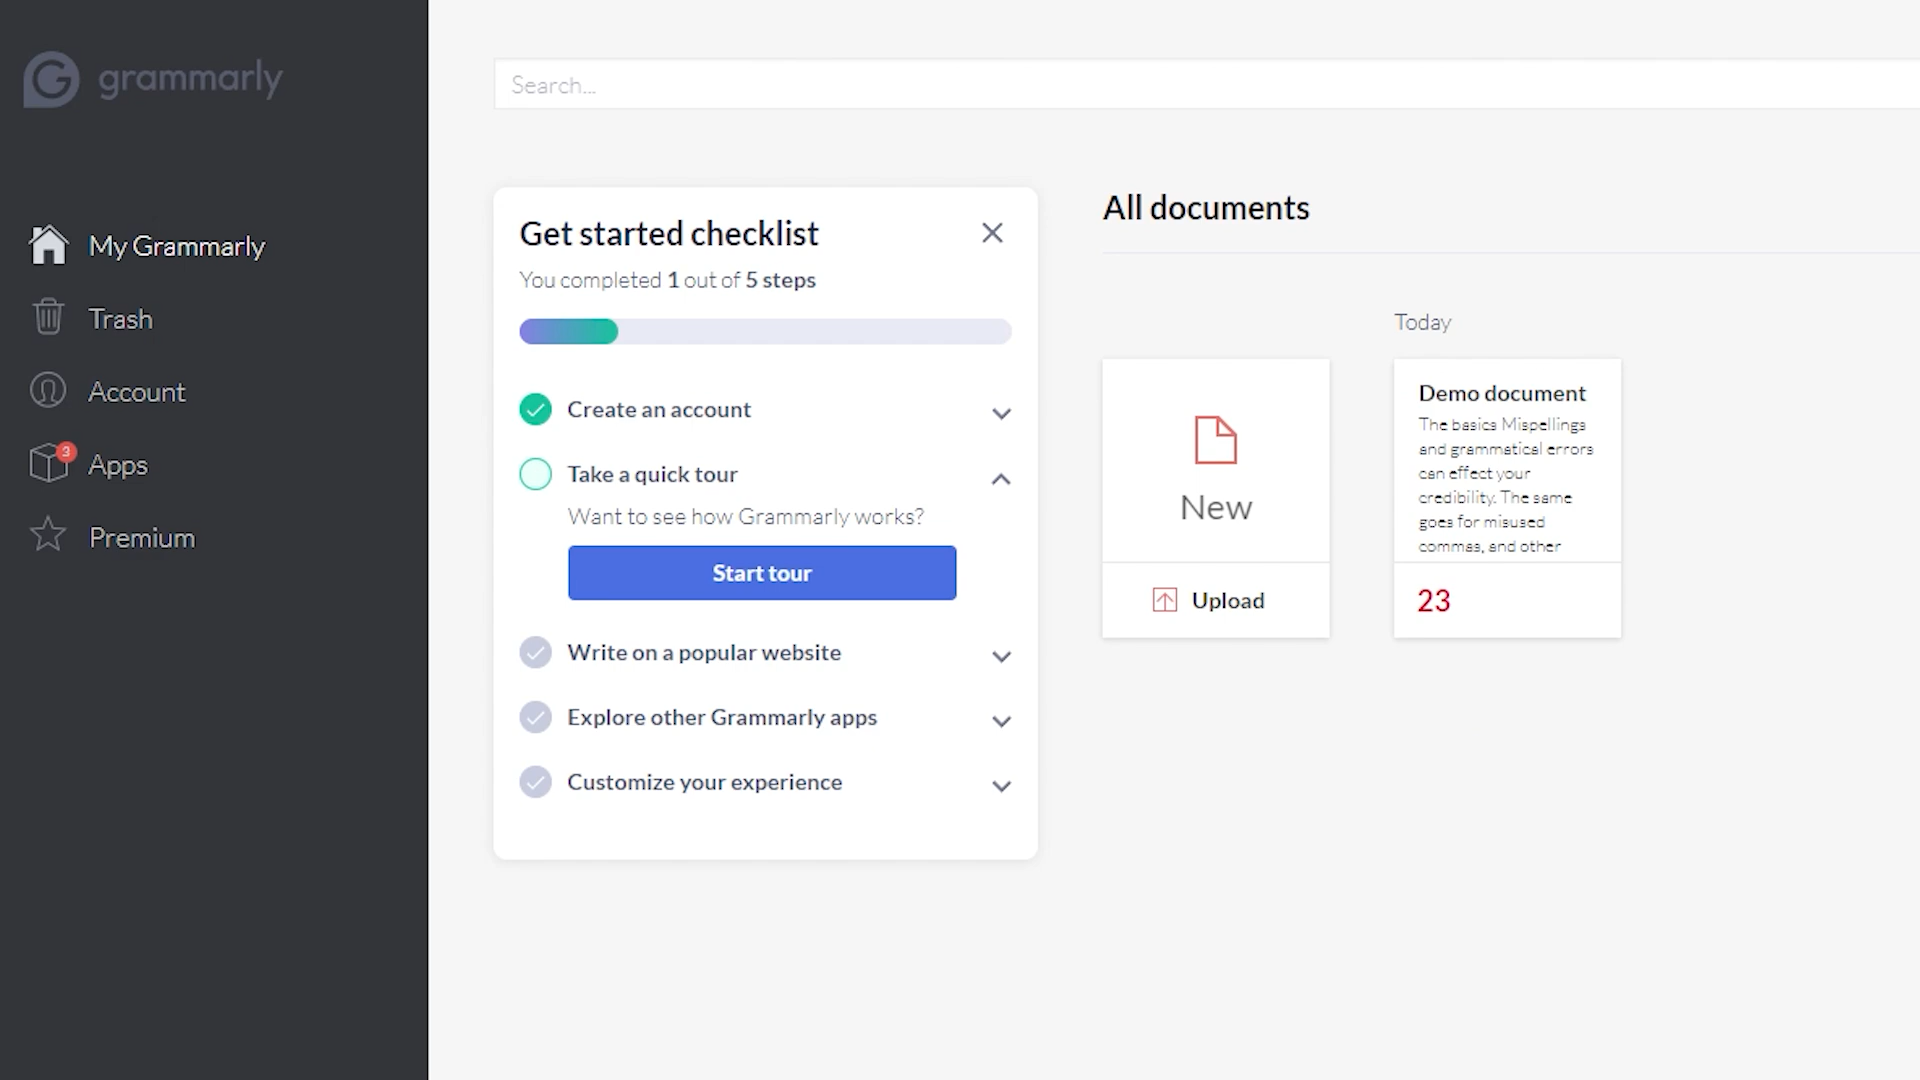 grammarly
My Grammarly
Trash
3
Apps
Account
Premium
Search...
Get started checklist
You completed 1 out of 5 steps
Create an account
Take a quick tour
Want to see how Grammarly works?
Start tour
Write on a popular website
Explore other Grammarly apps
Customize your experience
All documents
New
Upload
Today
Demo document
The basics Mispellings
and grammatical errors
can effect your
credibility. The same
goes for misused
commas, and other
23